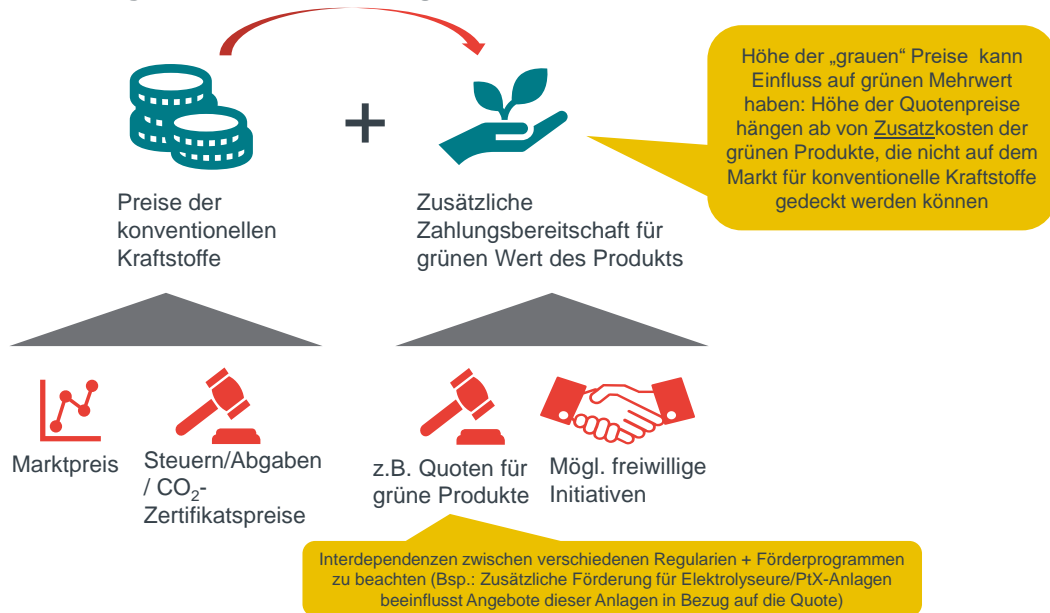 Höhe der „grauen“ Preise kann
Einfluss auf grünen Mehrwert
haben: Höhe der Quotenpreise
hängen ab von Zusatzkosten der
grünen Produkte, die nicht auf dem
Markt für konventionelle Kraftstoffe
gedeckt werden können
+
Preise der
konventionellen
Kraftstoffe
Zusätzliche
Zahlungsbereitschaft für
grünen Wert des Produkts
Marktpreis
Steuern/Abgaben
/ CO₂-
Zertifikatspreise
z.B. Quoten für
grüne Produkte
Mögl. freiwillige
Initiativen
Interdependenzen zwischen verschiedenen Regularien + Förderprogrammen
zu beachten (Bsp.: Zusätzliche Förderung für Elektrolyseure/PtX-Anlagen
beeinflusst Angebote dieser Anlagen in Bezug auf die Quote)